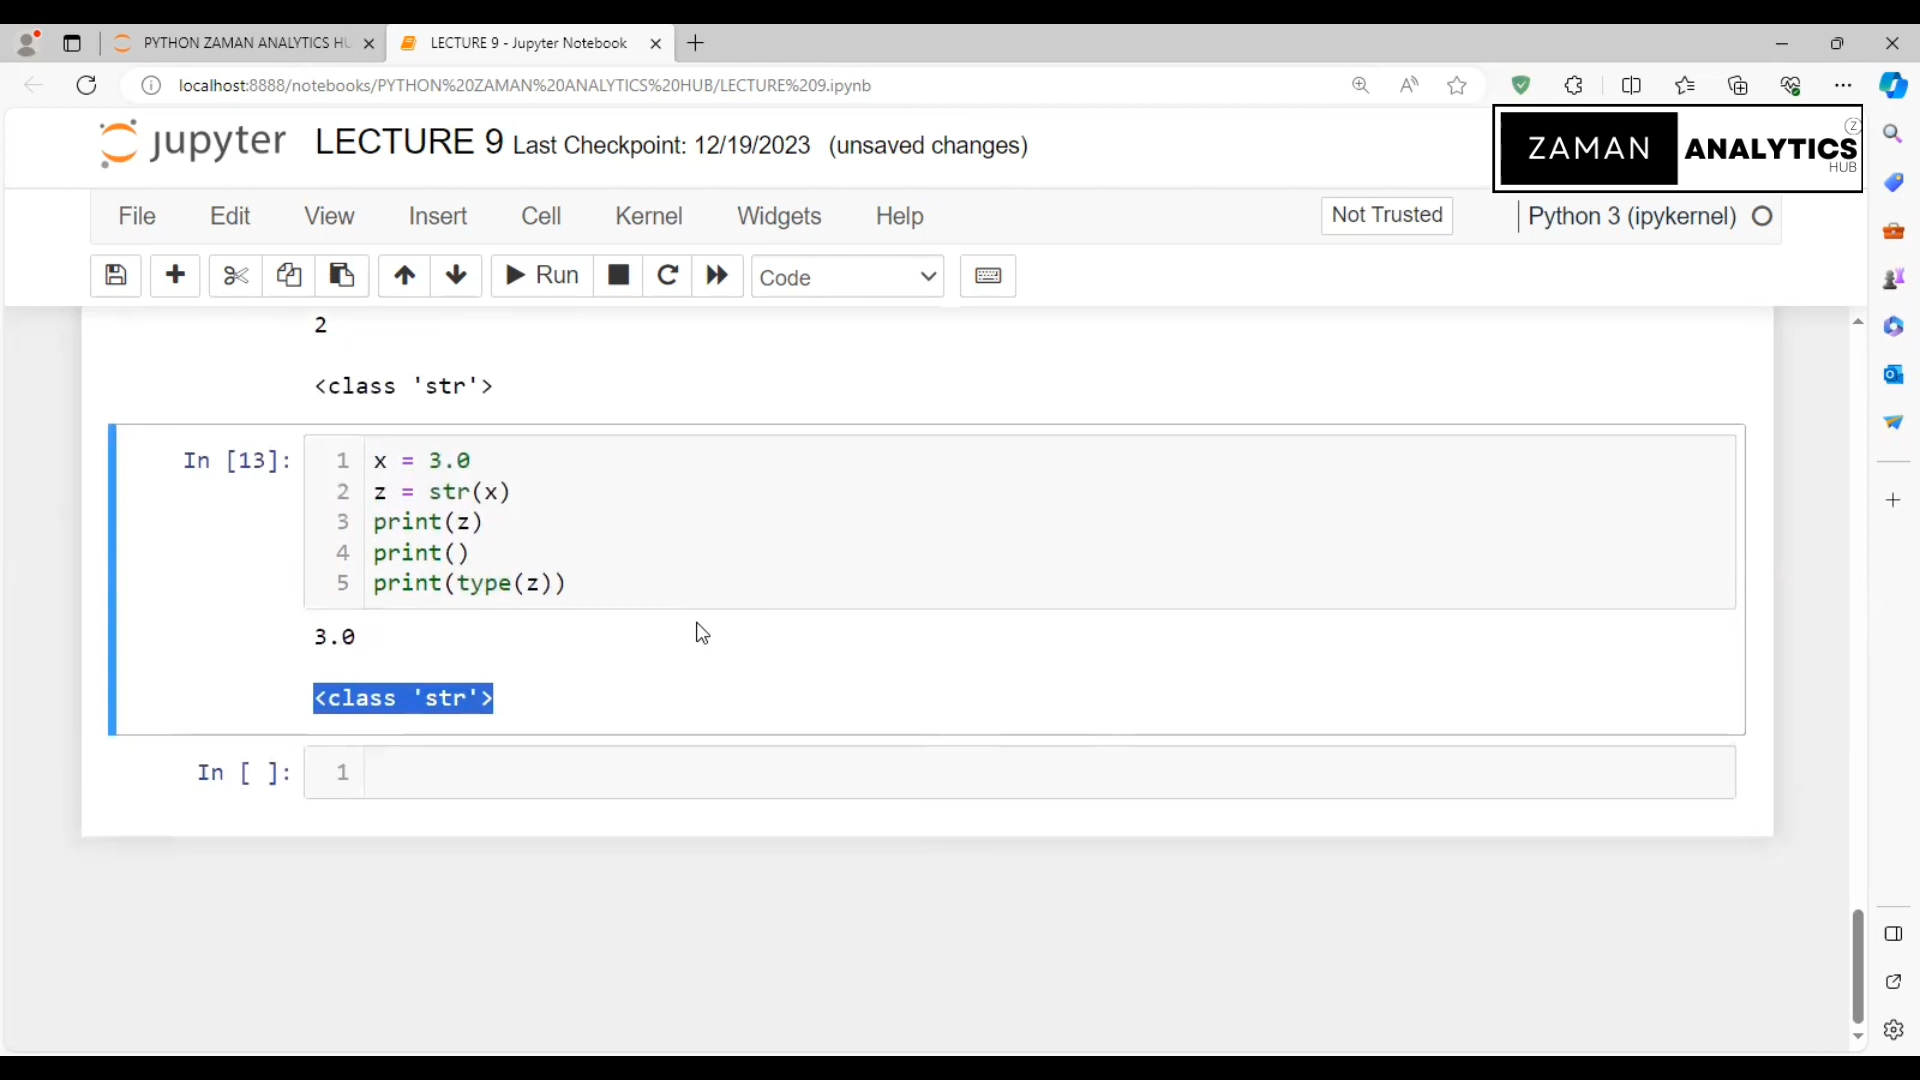 PYTHON ZAMAN ANALYTICS HU
LECTURE 9 - Jupyter Notebook
localhost:8888/notebooks/PYTHON%20ZAMAN%20ANALYTICS%20HUB/LECTURE%209.ipynb
jupyter LECTURE 9 Last Checkpoint: 12/19/2023 (unsaved changes)
ZAMAN ANALYTICS
HUB
Z
File Edit View Insert Cell Kernel Widgets Help Not Trusted Python 3 (ipykernel)
Run Code
2
<class 'str'>
In [13]: 1 x = 3.0
2 z = str(x)
3 print(z)
4 print()
5 print(type(z))
3.0
<class 'str'>
In [ ]: 1